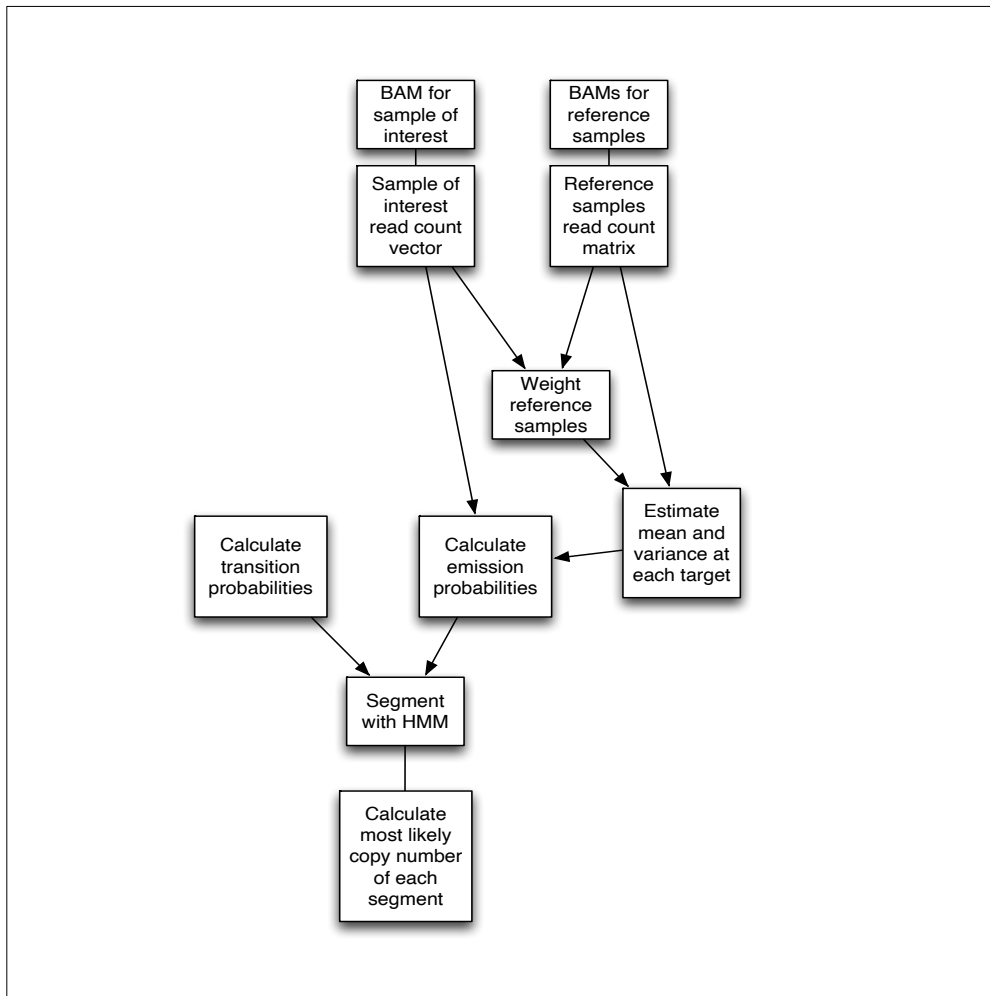 BAM for
sample of
interest
BAMs for
reference
samples
Sample of
interest
read count
vector
Reference
samples
read count
matrix
Weight
reference
samples
Estimate
mean and
variance at
each target
Calculate
transition
probabilities
Calculate
emission
probabilities
Segment
with HMM
Calculate
most likely
copy number
of each
segment